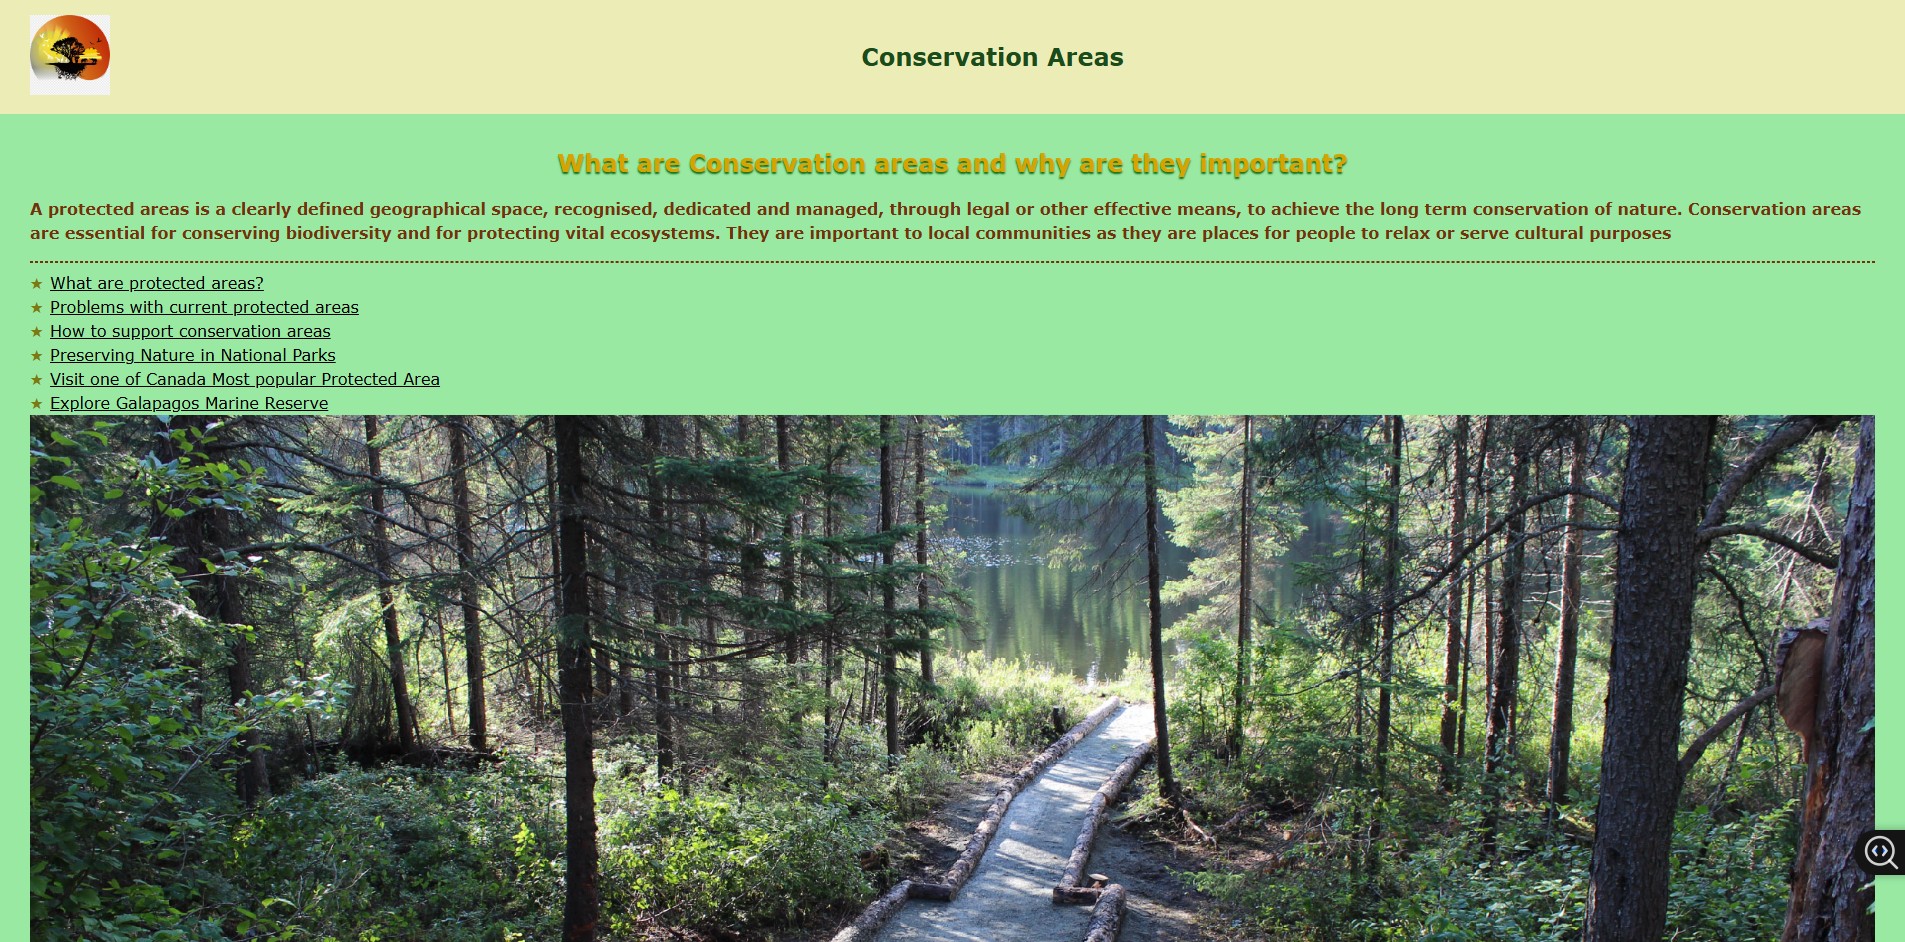 Conservation Areas
What are Conservation areas and why are they important?
A protected areas is a clearly defined geographical space, recognised, dedicated and managed, through legal or other effective means, to achieve the long term conservation of nature. Conservation areas
are essential for conserving biodiversity and for protecting vital ecosystems. They are important to local communities as they are places for people to relax or serve cultural purposes
★ What are protected areas?
★ Problems with current protected areas
★ How to support conservation areas
★ Preserving Nature in National Parks
★ Visit one of Canada Most popular Protected Area
★ Explore Galapagos Marine Reserve